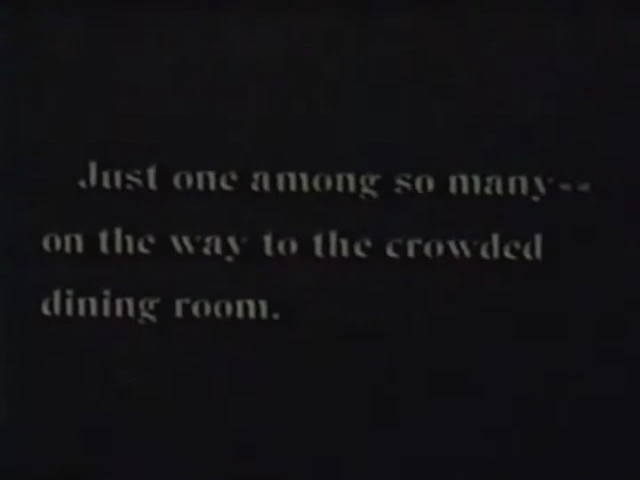 Just one among so many--
on the way to the crowded
dining room.